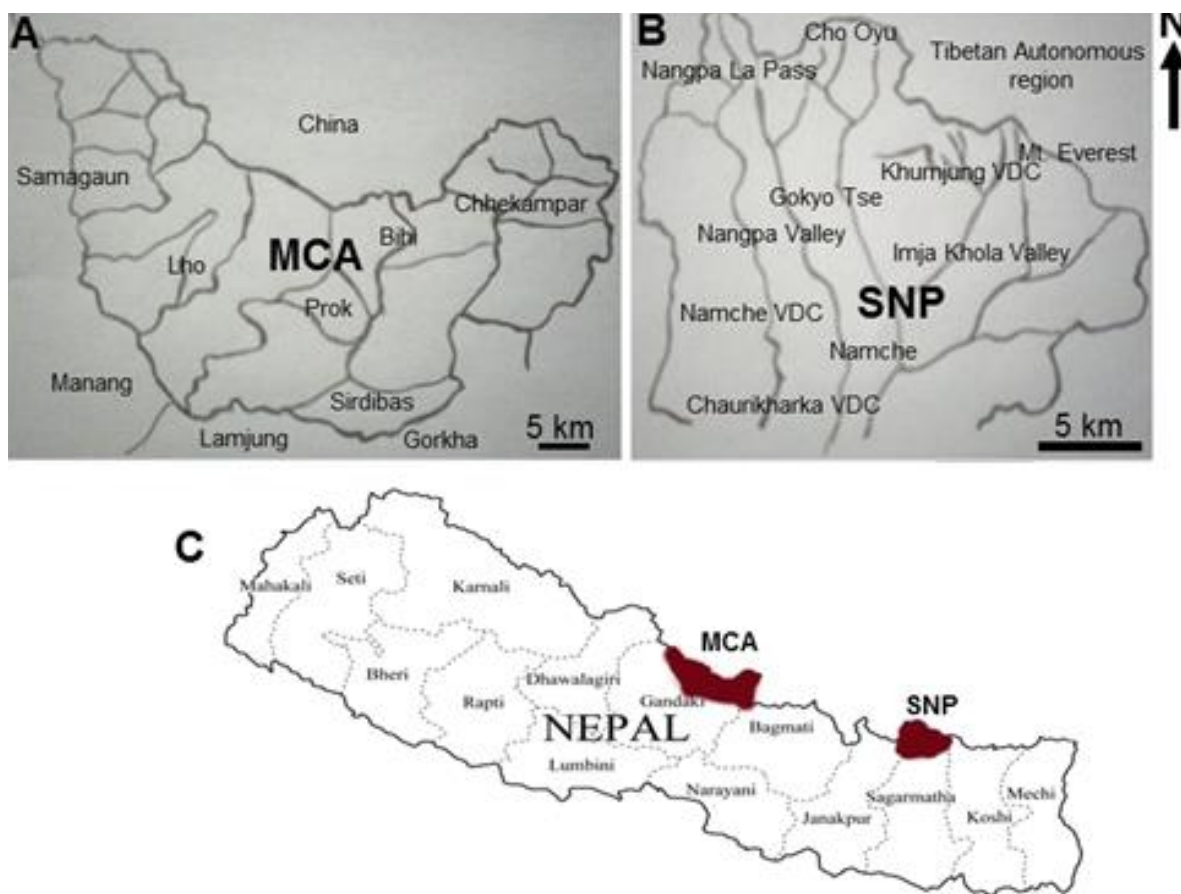 A
China
Samagaun
Chhekampar
Bihi
Lho
MCA
Prok
Manang
Sirdibas
Lamjung
Gorkha
5 km
B
N
Cho Oyu
Tibetan Autonomous
region
Nangpa La Pass
Mt. Everest
Khumjung VDC
Gokyo Tse
Nangpa Valley
Imja Khola Valley
SNP
Namche VDC
Namche
Chaurikharka VDC
5 km
C
Mahakali
Seti
Karnali
MCA
Bheri
Dhawalagiri
Gandaki
SNP
Rapti
NEPAL
Bagmati
Lumbini
Narayani
Sagarmatha
Mechi
Janakpur
Koshi